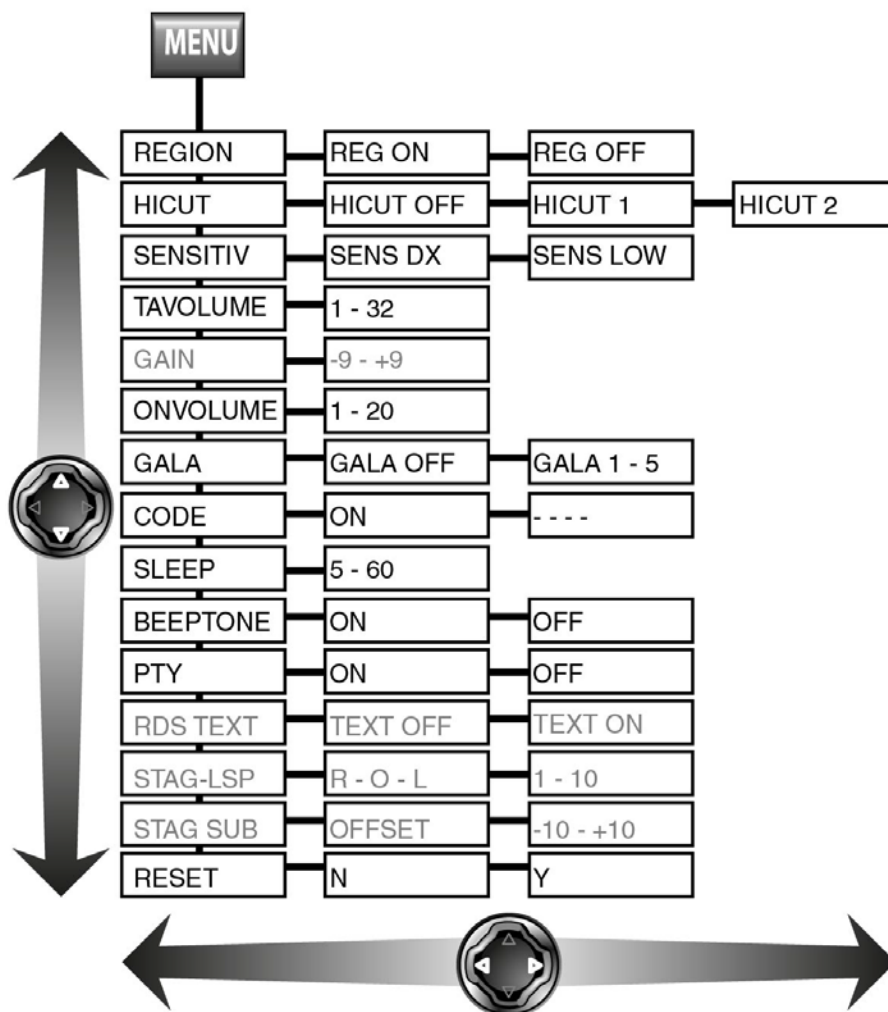 MENU
REGION REG ON REG OFF
HICUT HICUT OFF HICUT 1 HICUT 2
SENSITIV SENS DX SENS LOW
TAVOLUME 1 - 32
GAIN -9 - +9
ONVOLUME 1 - 20
GALA GALA OFF GALA 1 - 5
CODE ON - - - -
SLEEP 5 - 60
BEEPTONE ON OFF
PTY ON OFF
RDS TEXT TEXT OFF TEXT ON
STAG-LSP R - O - L 1 - 10
STAG SUB OFFSET -10 - +10
RESET N Y